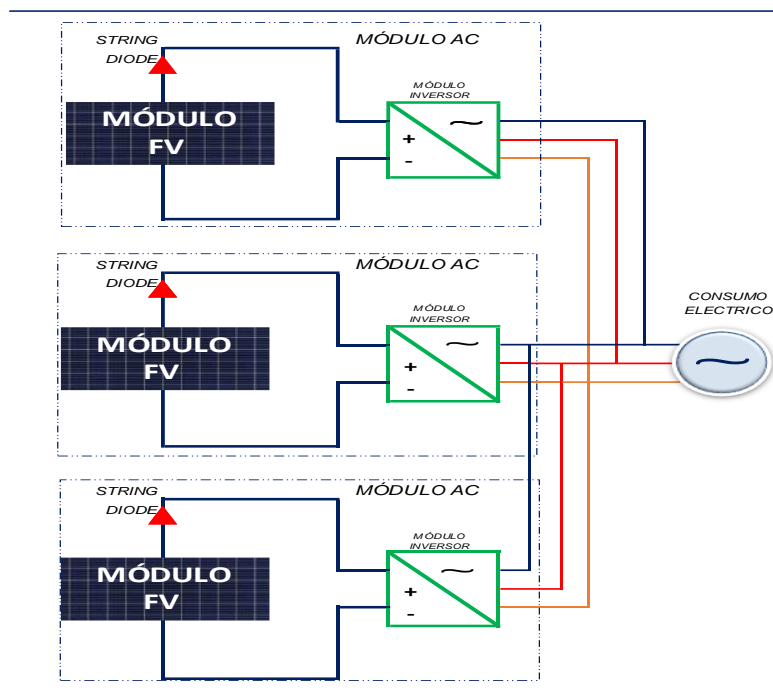 STRING
DIODE
MÓDULO AC
MÓDULO
INVERSOR
MÓDULO
FV
+
-
STRING
DIODE
MÓDULO AC
MÓDULO
INVERSOR
MÓDULO
FV
+
-
CONSUMO
ELECTRICO
STRING
DIODE
MÓDULO AC
MÓDULO
INVERSOR
MÓDULO
FV
+
-